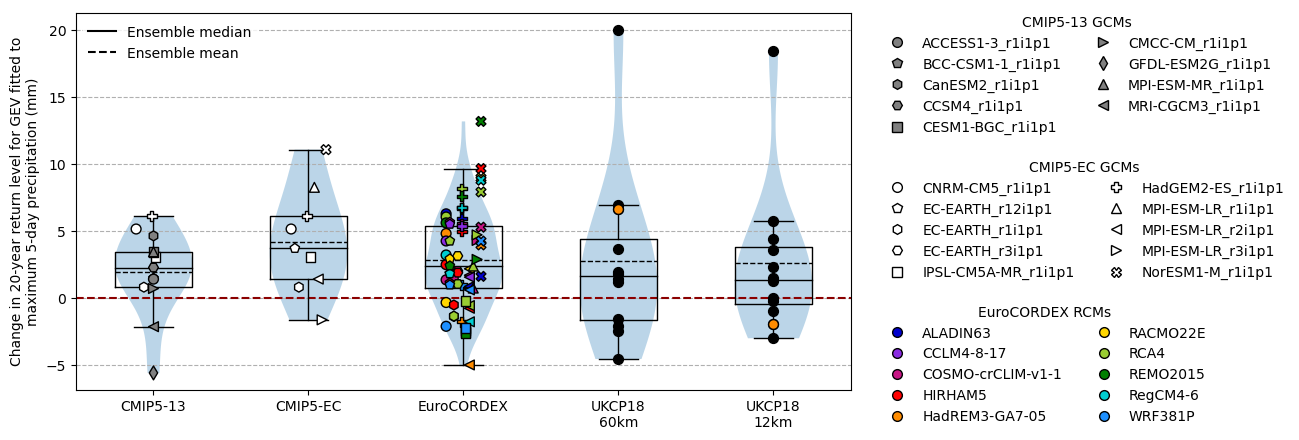 Change in 20-year return level for GEV fitted to
maximum 5-day precipitation (mm)
20
15
10
5
0
−5
Ensemble median
Ensemble mean
CMIP5-13
CMIP5-EC
EuroCORDEX
UKCP18
60km
UKCP18
12km
CMIP5-13 GCMs
ACCESS1-3_r1i1p1
BCC-CSM1-1_r1i1p1
CanESM2_r1i1p1
CCSM4_r1i1p1
CESM1-BGC_r1i1p1
CMCC-CM_r1i1p1
GFDL-ESM2G_r1i1p1
MPI-ESM-MR_r1i1p1
MRI-CGCM3_r1i1p1
CMIP5-EC GCMs
CNRM-CM5_r1i1p1
EC-EARTH_r12i1p1
EC-EARTH_r1i1p1
EC-EARTH_r3i1p1
IPSL-CM5A-MR_r1i1p1
HadGEM2-ES_r1i1p1
MPI-ESM-LR_r1i1p1
MPI-ESM-LR_r2i1p1
MPI-ESM-LR_r3i1p1
NorESM1-M_r1i1p1
EuroCORDEX RCMs
ALADIN63
CCLM4-8-17
COSMO-crCLIM-v1-1
HIRHAM5
HadREM3-GA7-05
RACMO22E
RCA4
REMO2015
RegCM4-6
WRF381P